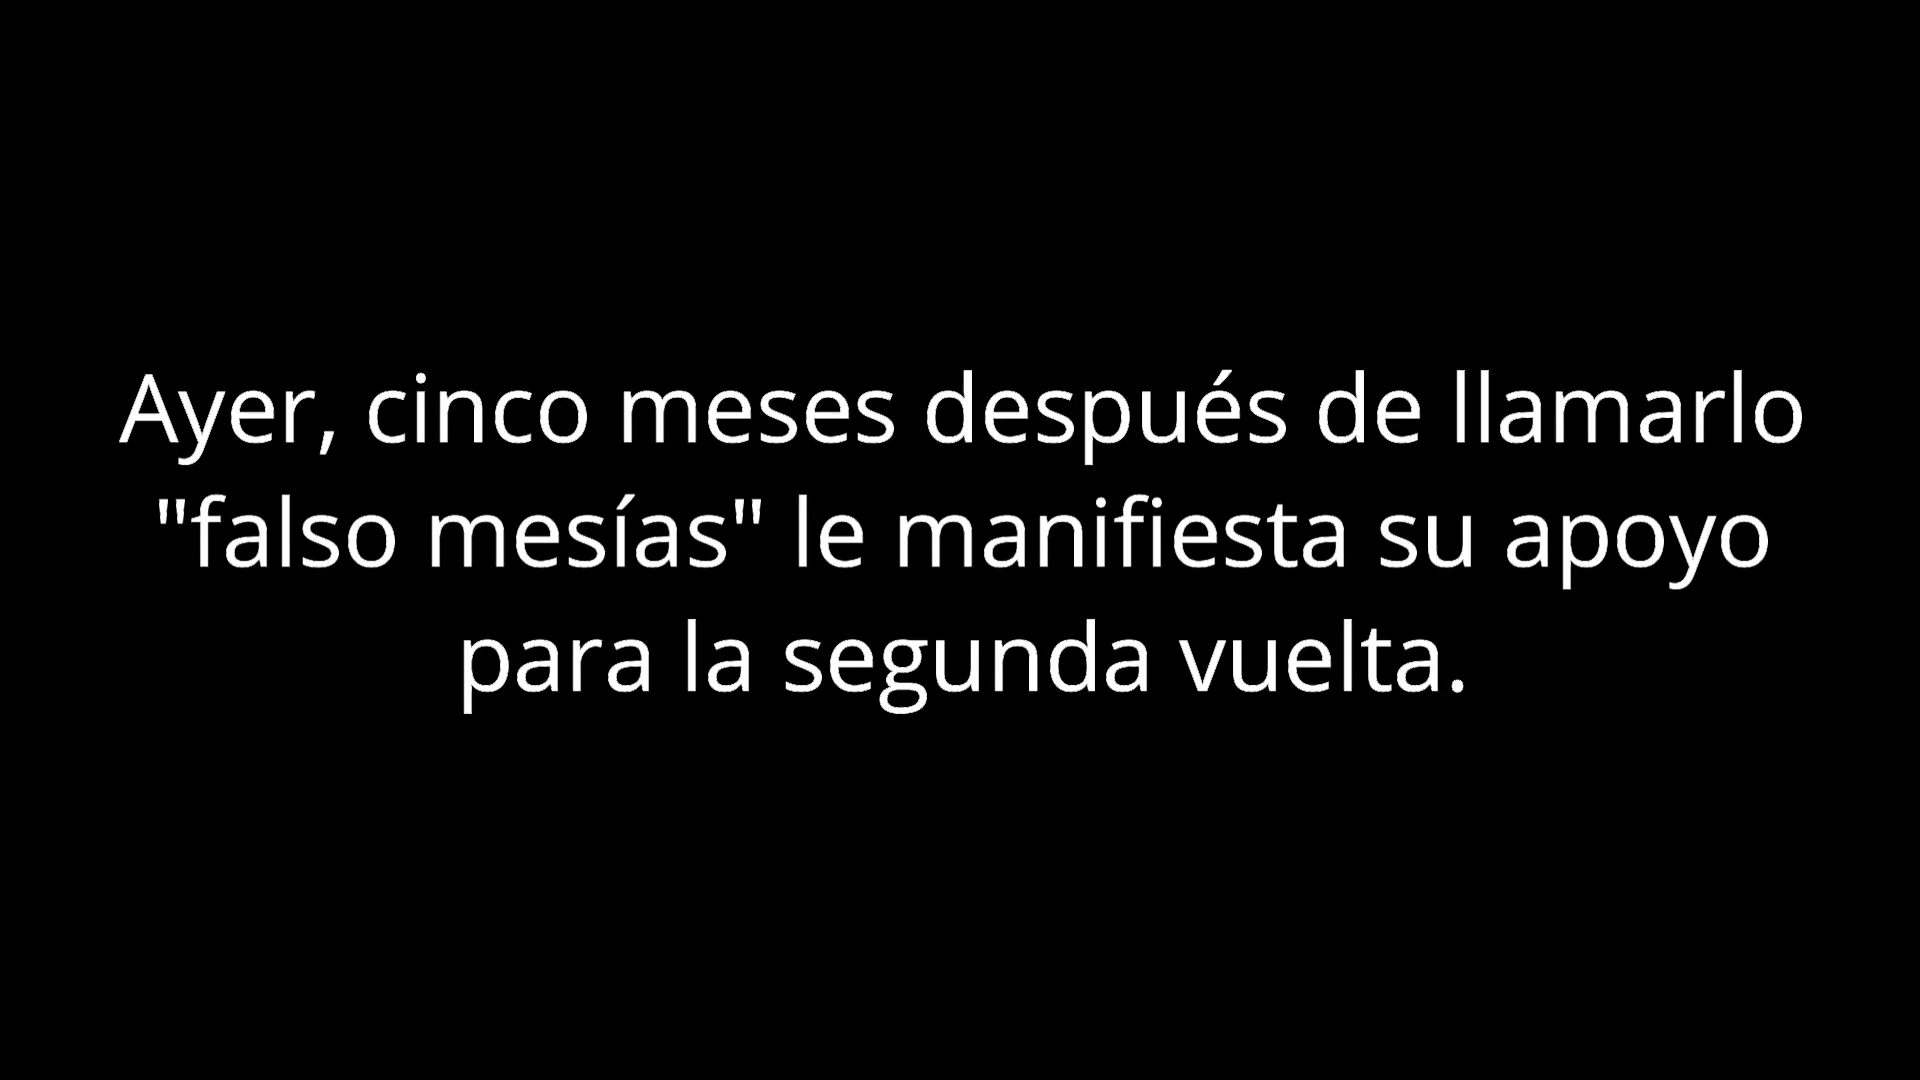 Ayer, cinco meses después de llamarlo
"falso mesías" le manifiesta su apoyo
para la segunda vuelta.